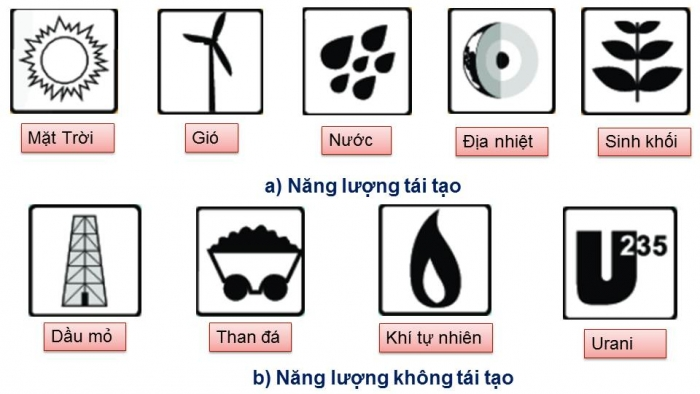 Mặt Trời
Gió
Nước
Địa nhiệt
Sinh khối
a) Năng lượng tái tạo
U235
Dầu mỏ
Than đá
Khí tự nhiên
Urani
b) Năng lượng không tái tạo